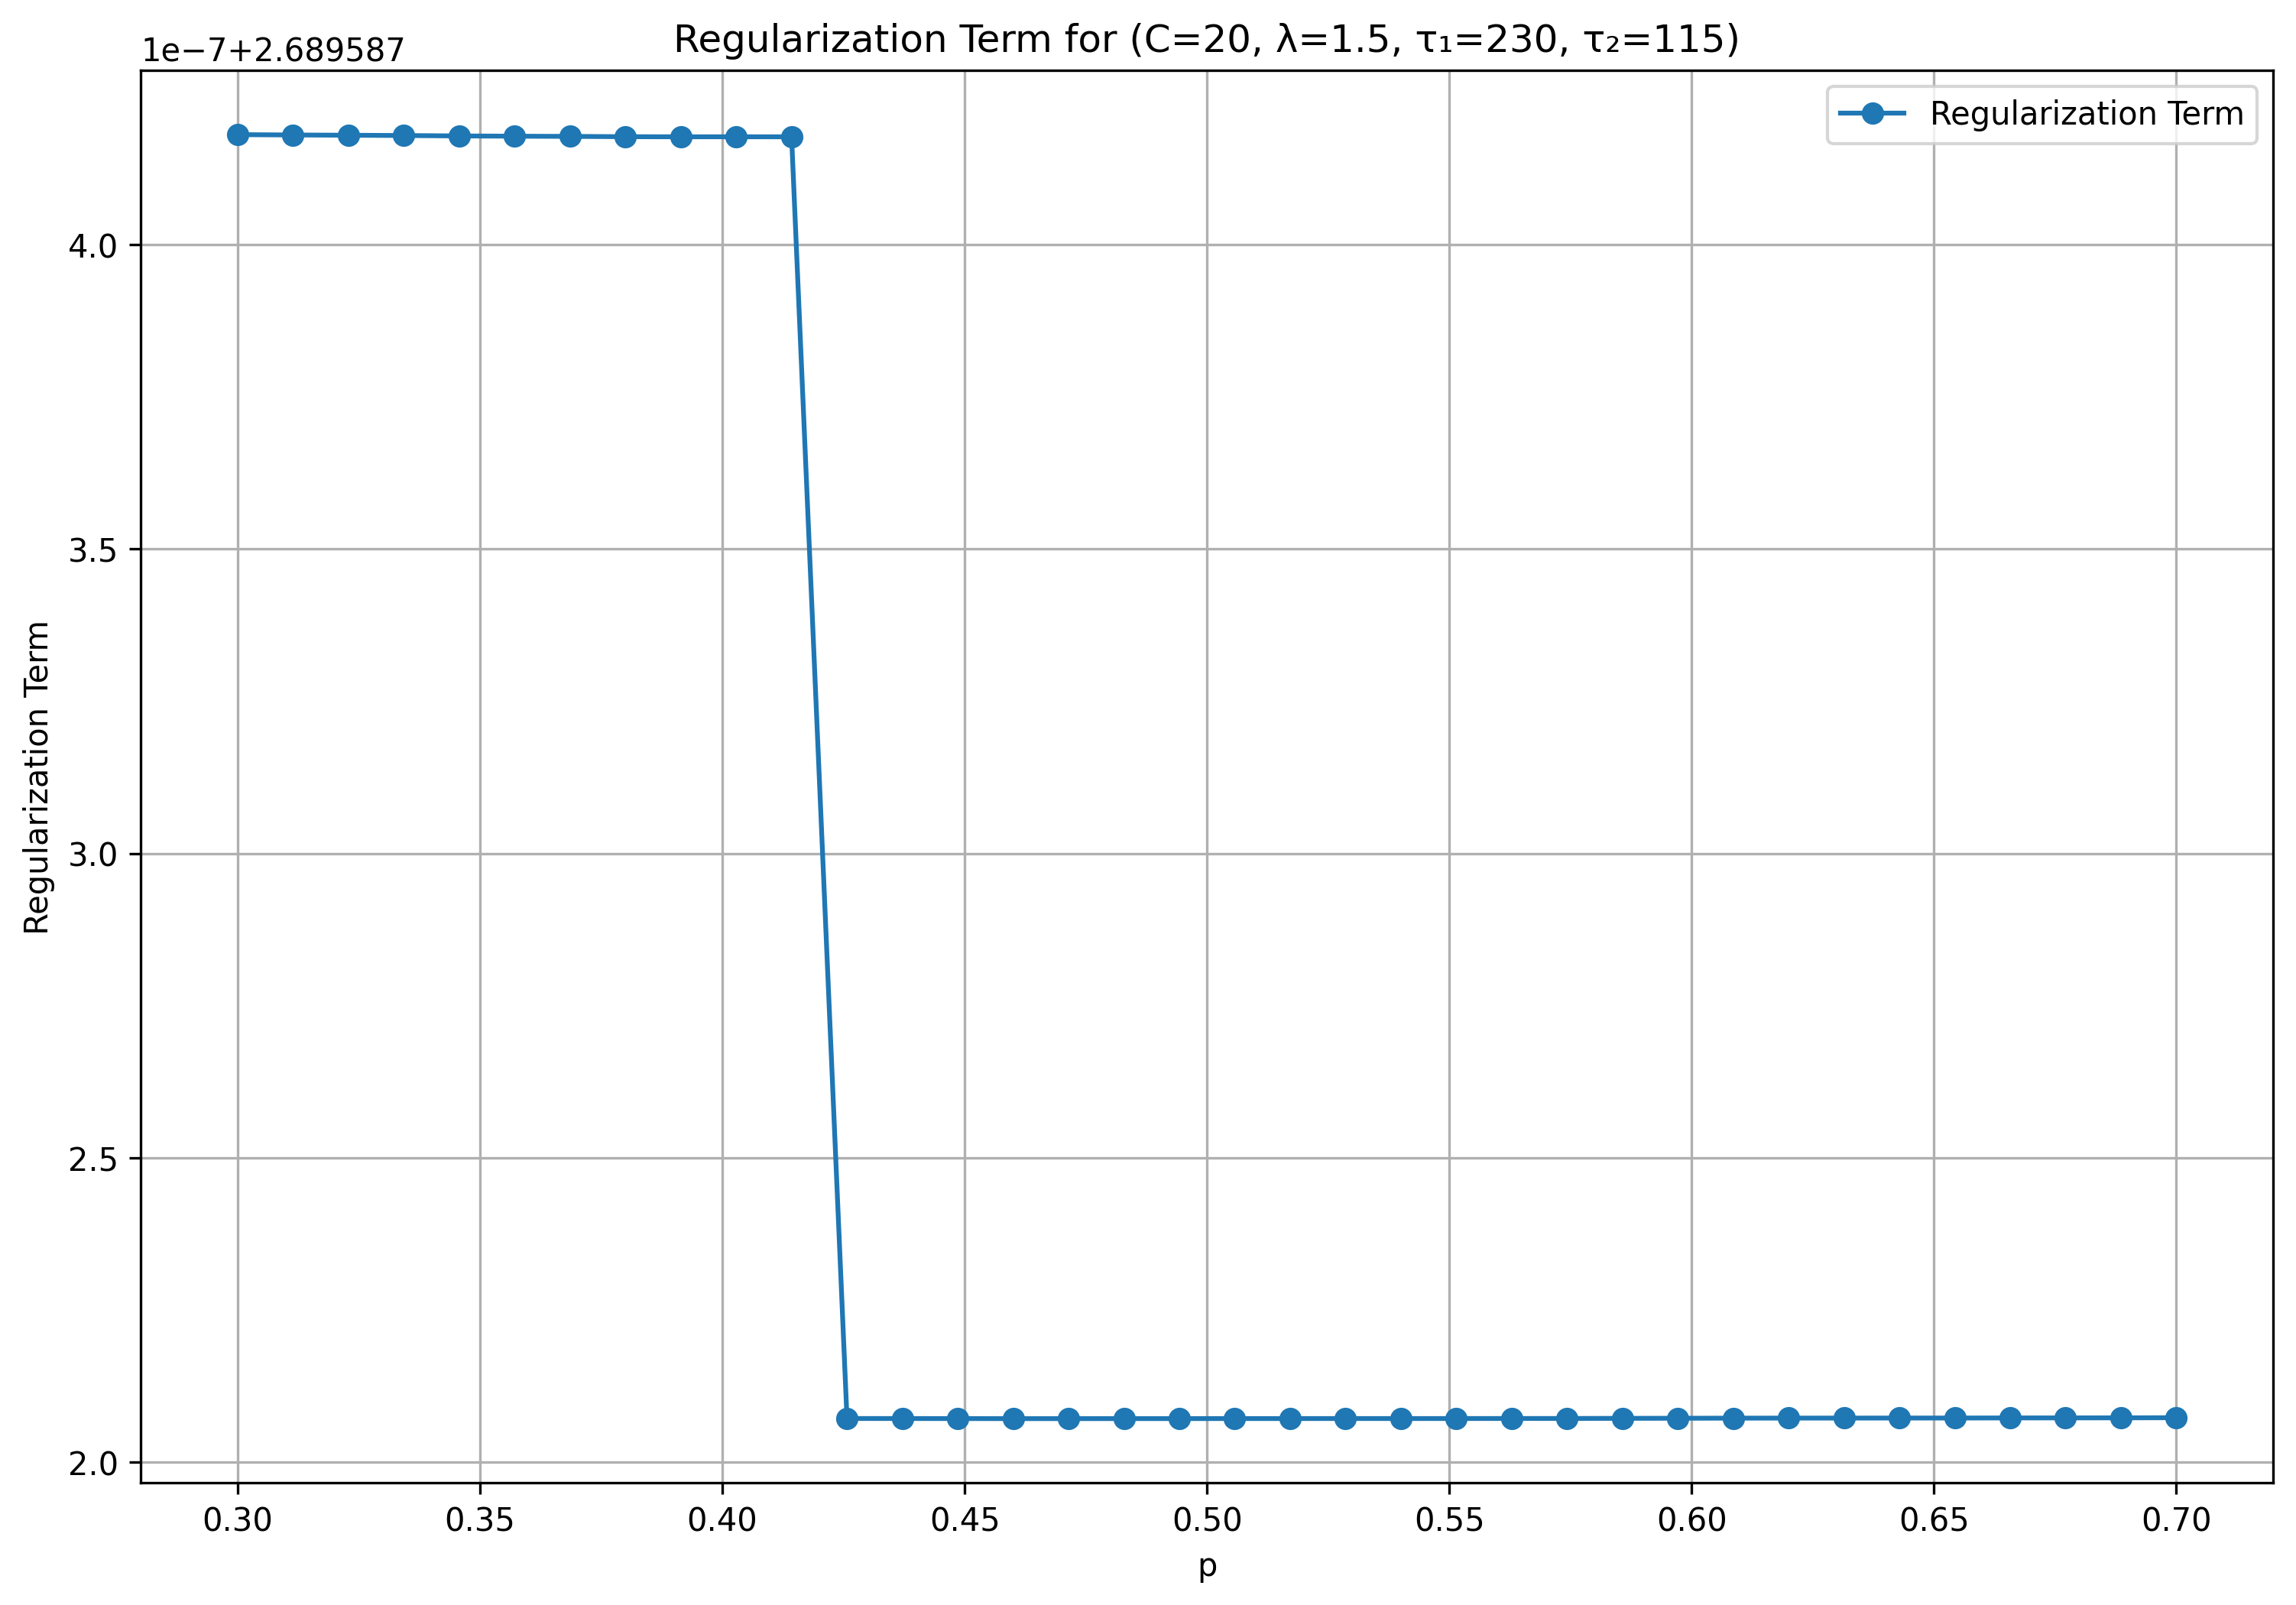 Regularization Term for (C=20, λ=1.5, τ₁=230, τ₂=115)
1e−7+2.689587
Regularization Term
4.0
3.5
3.0
2.5
2.0
Regularization Term
0.30 0.35 0.40 0.45 0.50 0.55 0.60 0.65 0.70
p